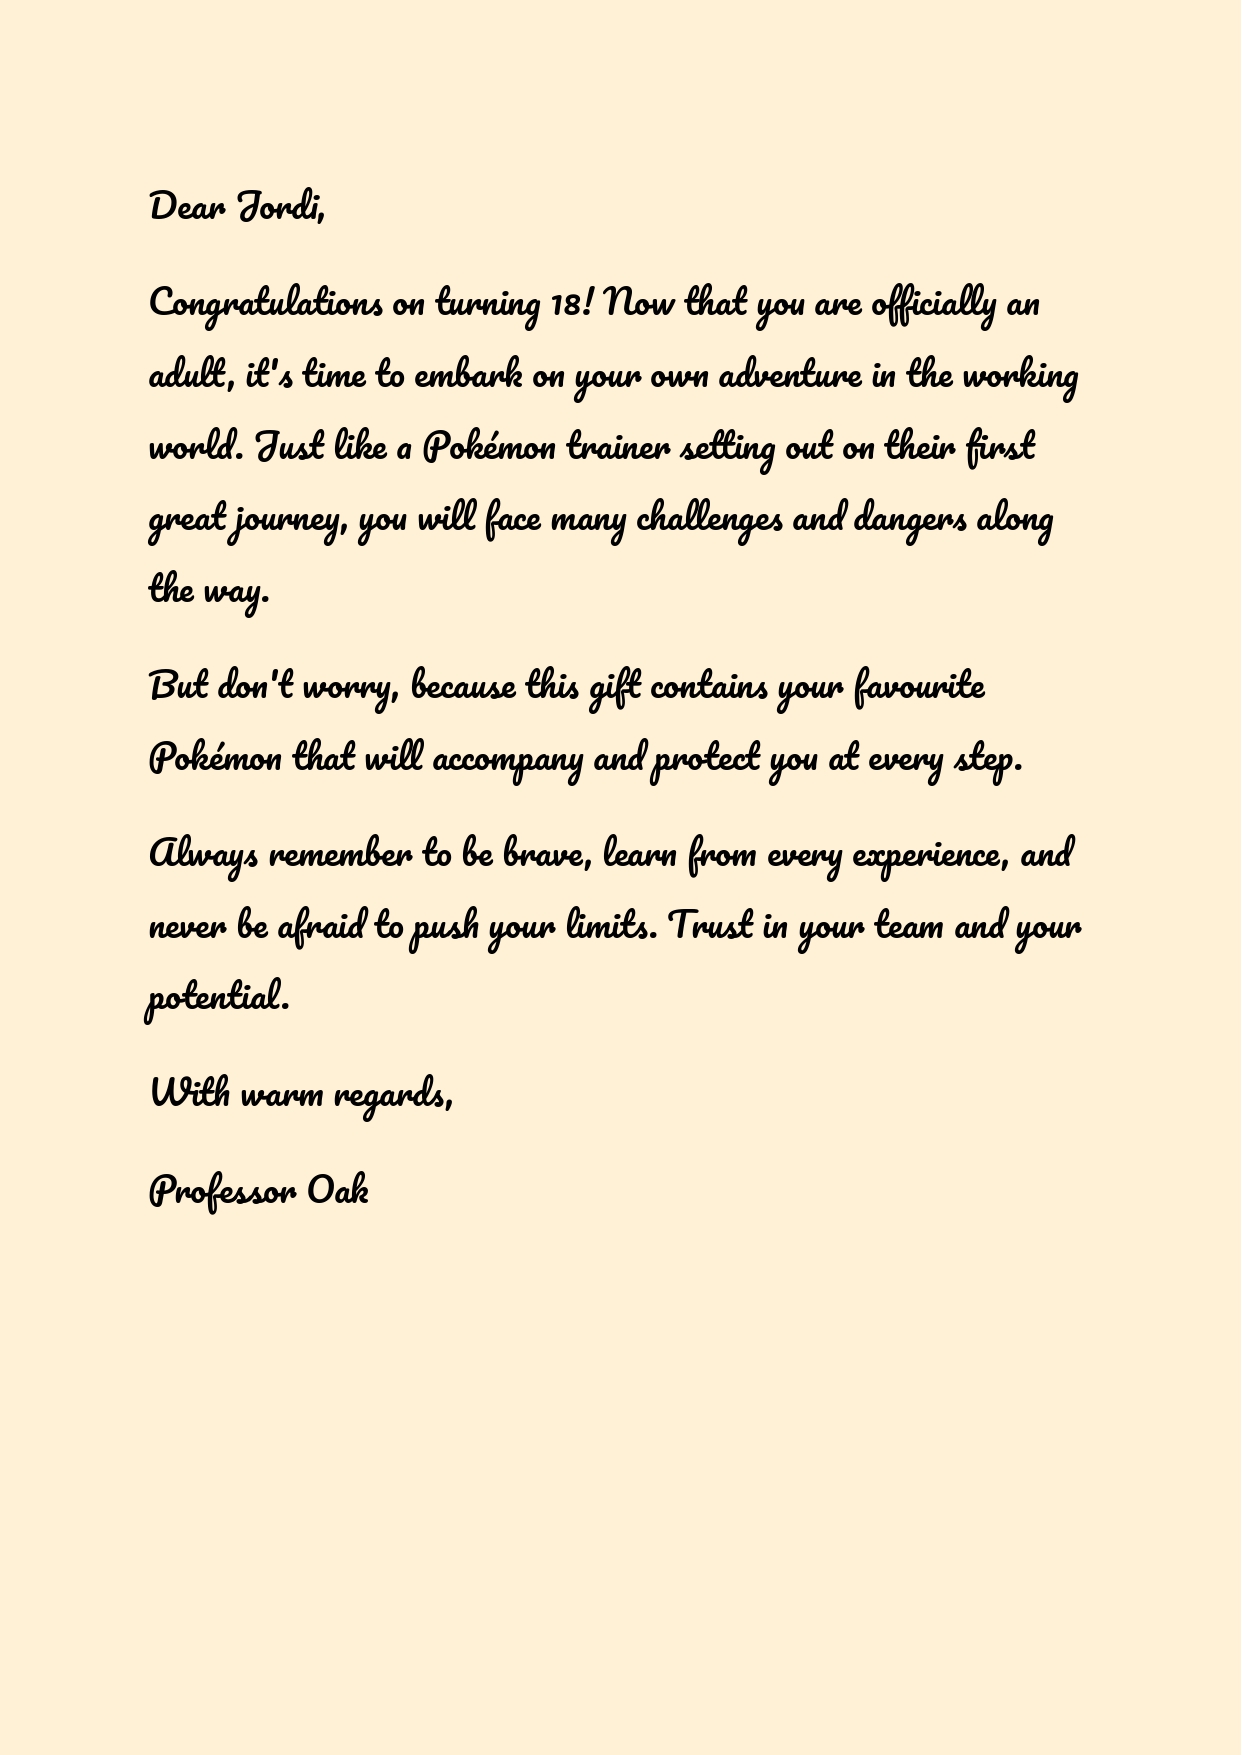 Dear Jordi,
Congratulations on turning 18! Now that you are officially an
adult, it's time to embark on your own adventure in the working
world. Just like a Pokémon trainer setting out on their first
great journey, you will face many challenges and dangers along
the way.
But don't worry, because this gift contains your favourite
Pokémon that will accompany and protect you at every step.
Always remember to be brave, learn from every experience, and
never be afraid to push your limits. Trust in your team and your
potential.
With warm regards,
Professor Oak